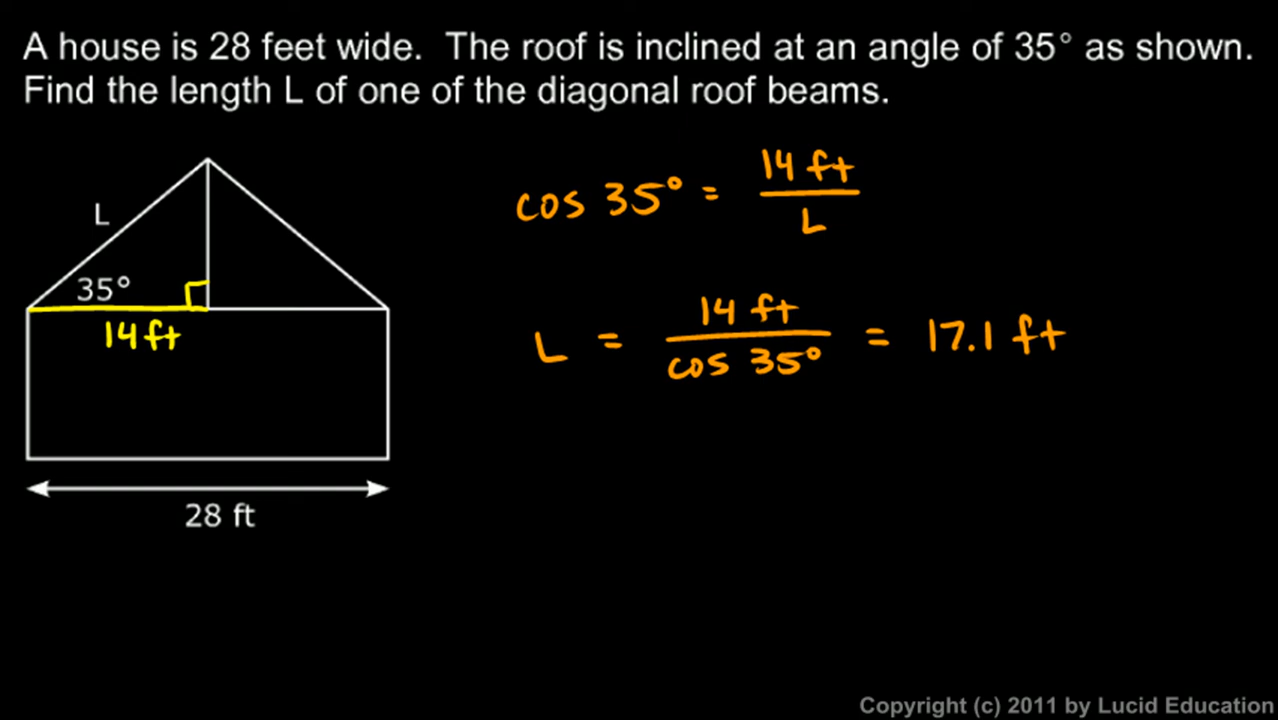 A house is 28 feet wide. The roof is inclined at an angle of 35° as shown.
Find the length L of one of the diagonal roof beams.
cos 35° = 14 ft / L
L
35°
14 ft
L = 14 ft / cos 35° = 17.1 ft
28 ft
Copyright (c) 2011 by Lucid Education